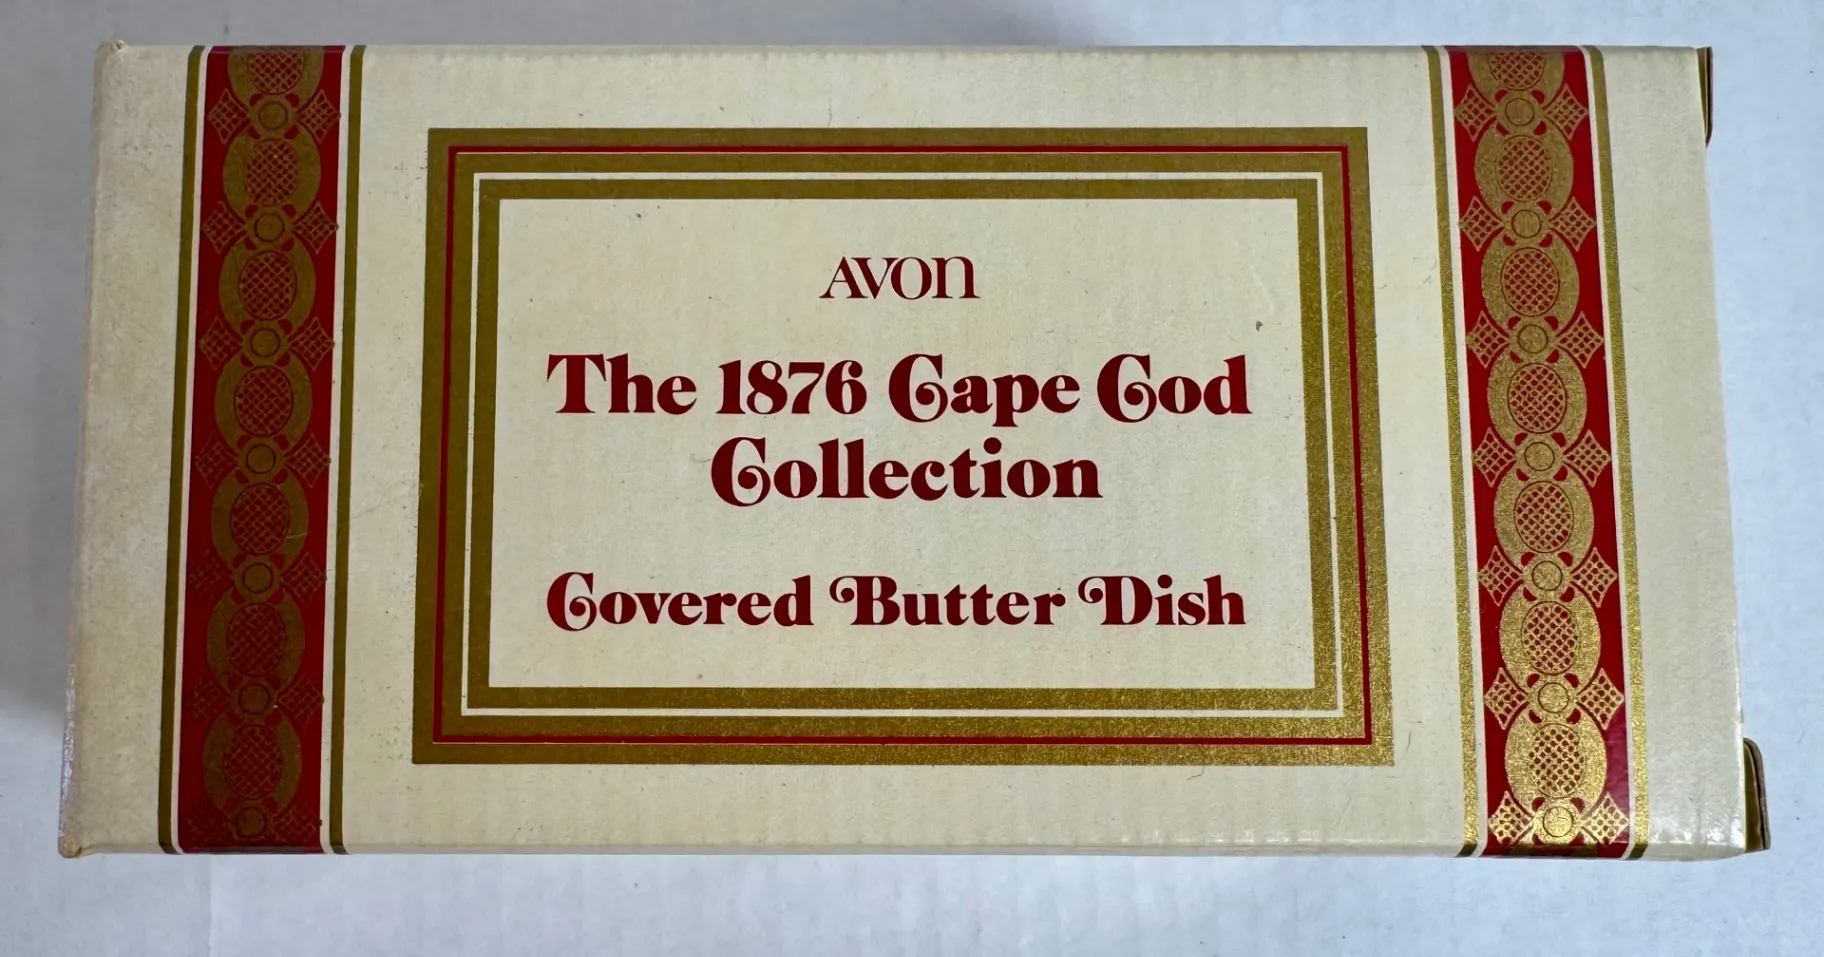 AVON
The 1876 Cape Cod
Collection
Covered Butter Dish